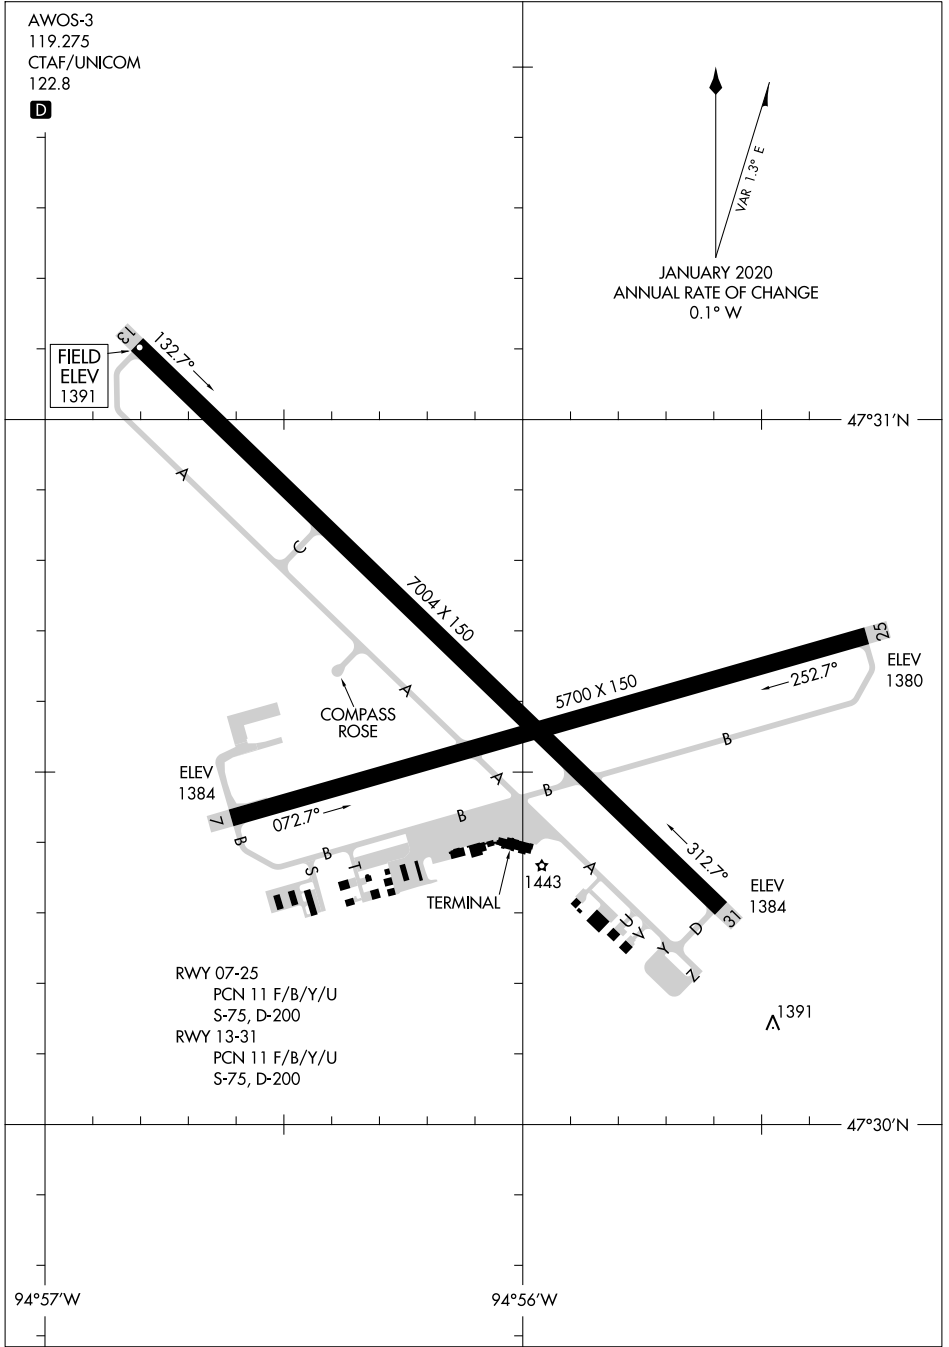 AWOS-3
119.275
CTAF/UNICOM
122.8
D
VAR 1.3° E
JANUARY 2020
ANNUAL RATE OF CHANGE
0.1° W
13
132.7°
FIELD
ELEV
1391
47°31'N
A
C
7004 X 150
25
ELEV
1380
252.7°
5700 X 150
A
COMPASS
ROSE
B
ELEV
1384
A
B
7
072.7°
B
B
B
312.7°
S
T
A
TERMINAL
1443
ELEV
1384
31
U
V
D
Y
Z
RWY 07-25
PCN 11 F/B/Y/U
S-75, D-200
RWY 13-31
PCN 11 F/B/Y/U
S-75, D-200
1391
47°30'N
94°57'W
94°56'W